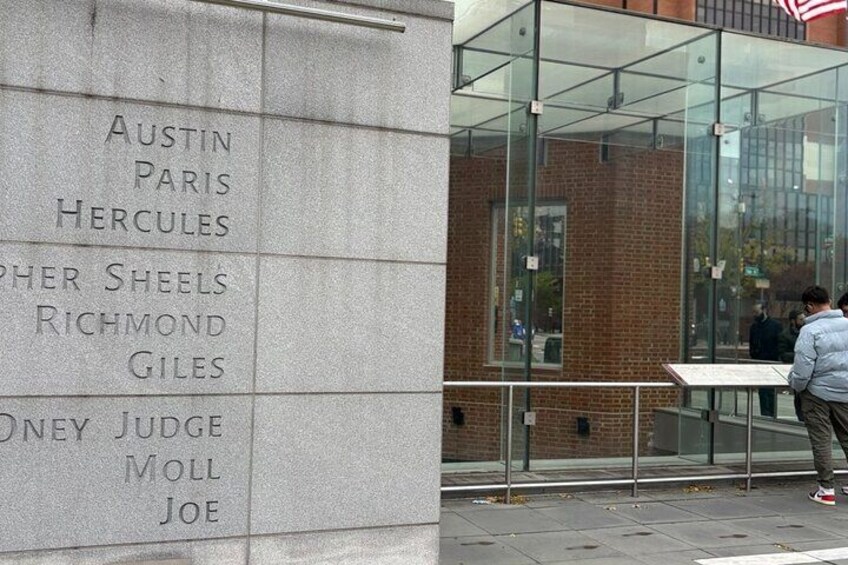 AUSTIN
PARIS
HERCULES
PHER SHEELS
RICHMOND
GILES
ONEY JUDGE
MOLL
JOE